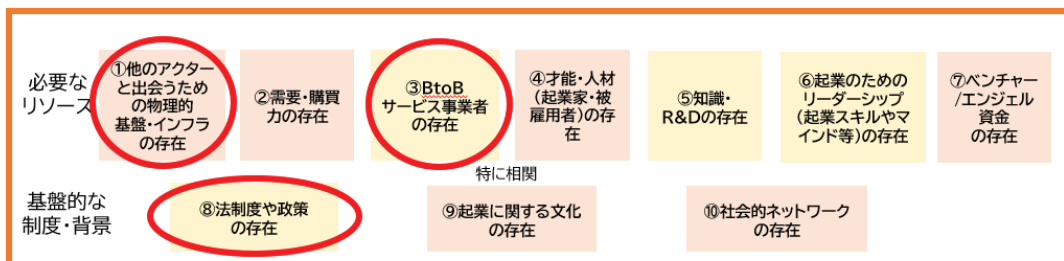 必要な
リソース
①他のアクター
と出会うため
の物理的
基盤・インフラ
の存在
②需要・購買
力の存在
③BtoB
サービス事業者
の存在
④才能・人材
(起業家・被
雇用者)の存
在
⑤知識・
R&Dの存在
⑥起業のための
リーダーシップ
(起業スキルやマ
インド等)の存在
⑦ベンチャー
/エンジェル
資金
の存在
特に相関
基盤的な
制度・背景
⑧法制度や政策
の存在
⑨起業に関する文化
の存在
⑩社会的ネットワーク
の存在